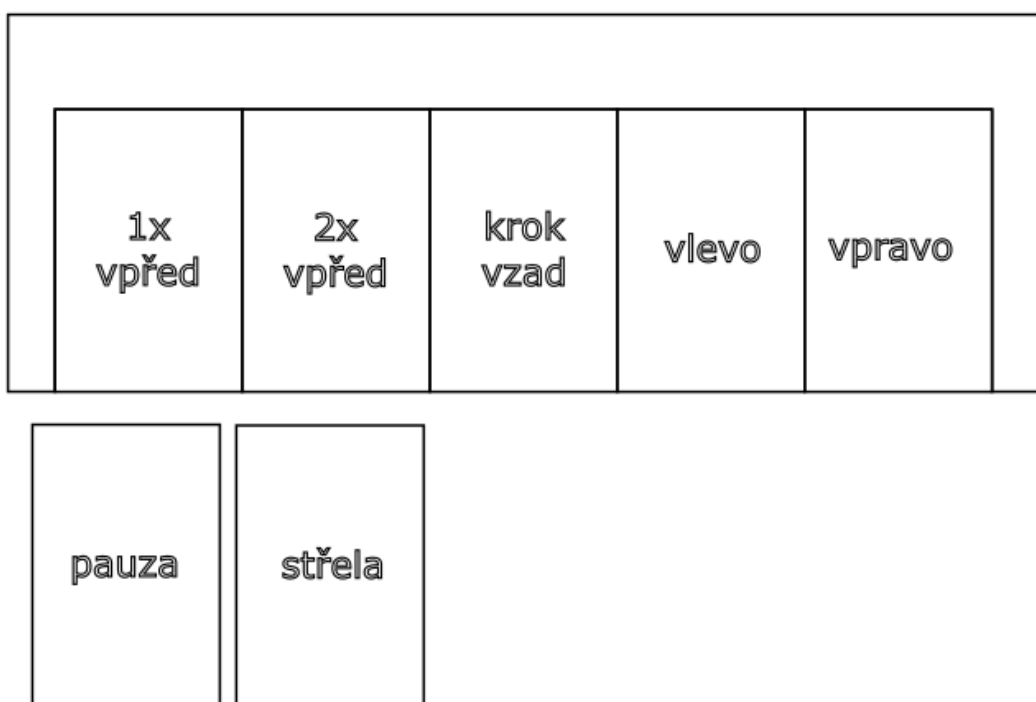 1x
vpřed
2x
vpřed
krok
vzad
vlevo
vpravo
pauza
střela